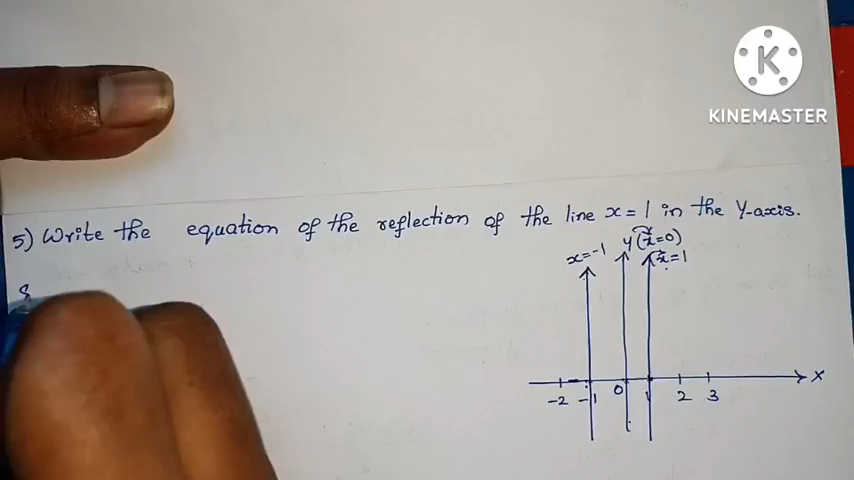 KINEMASTER
5) Write the equation of the reflection of the line x=1 in the Y-axis.
x=-1 y(x=0)
x=1
-2 -1 0 1 2 3 X